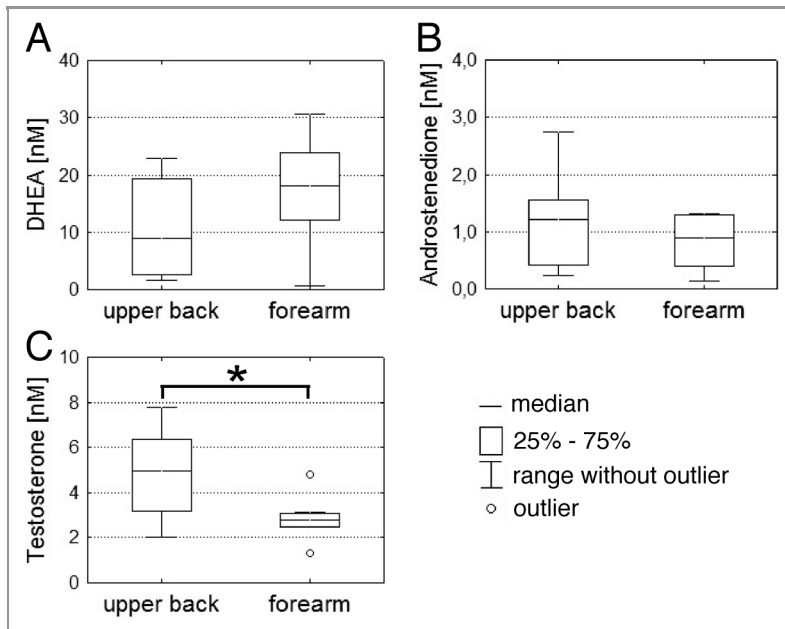 A
DHEA [nM]
40
30
20
10
0
upper back forearm
B
Androstenedione [nM]
4,0
3,0
2,0
1,0
0,0
upper back forearm
C
Testosterone [nM]
10
8
6
4
2
0
*
upper back forearm
median
25% - 75%
range without outlier
outlier